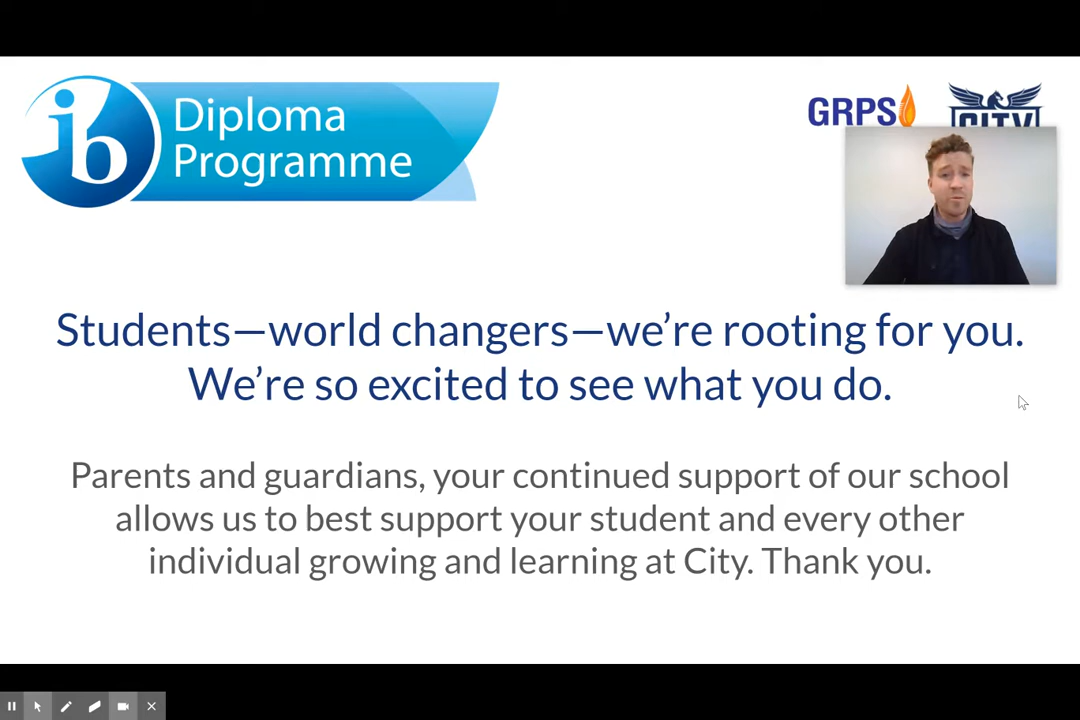 ib
Diploma
Programme
GRPS
CITY
Students—world changers—we’re rooting for you.
We’re so excited to see what you do.
Parents and guardians, your continued support of our school
allows us to best support your student and every other
individual growing and learning at City. Thank you.